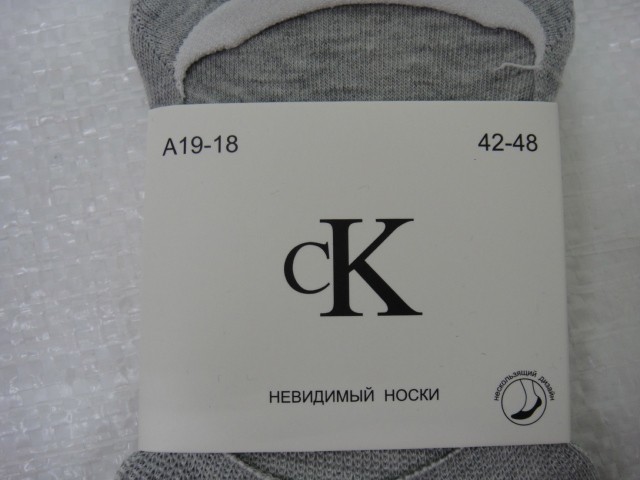 A19-18 42-48
cK
НЕВИДИМЫЙ НОСКИ
нескользящий дизайн